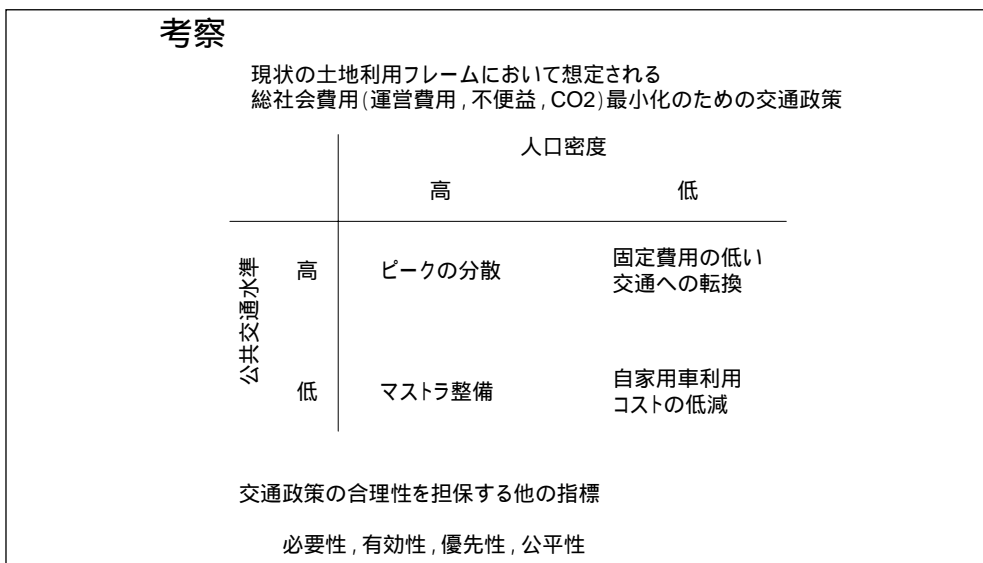 考察
現状の土地利用フレームにおいて想定される
総社会費用(運営費用,不便益,CO2)最小化のための交通政策
人口密度
高 低
公共交通水準
高 ピークの分散 固定費用の低い
交通への転換
低 マストラ整備 自家用車利用
コストの低減
交通政策の合理性を担保する他の指標
必要性,有効性,優先性,公平性